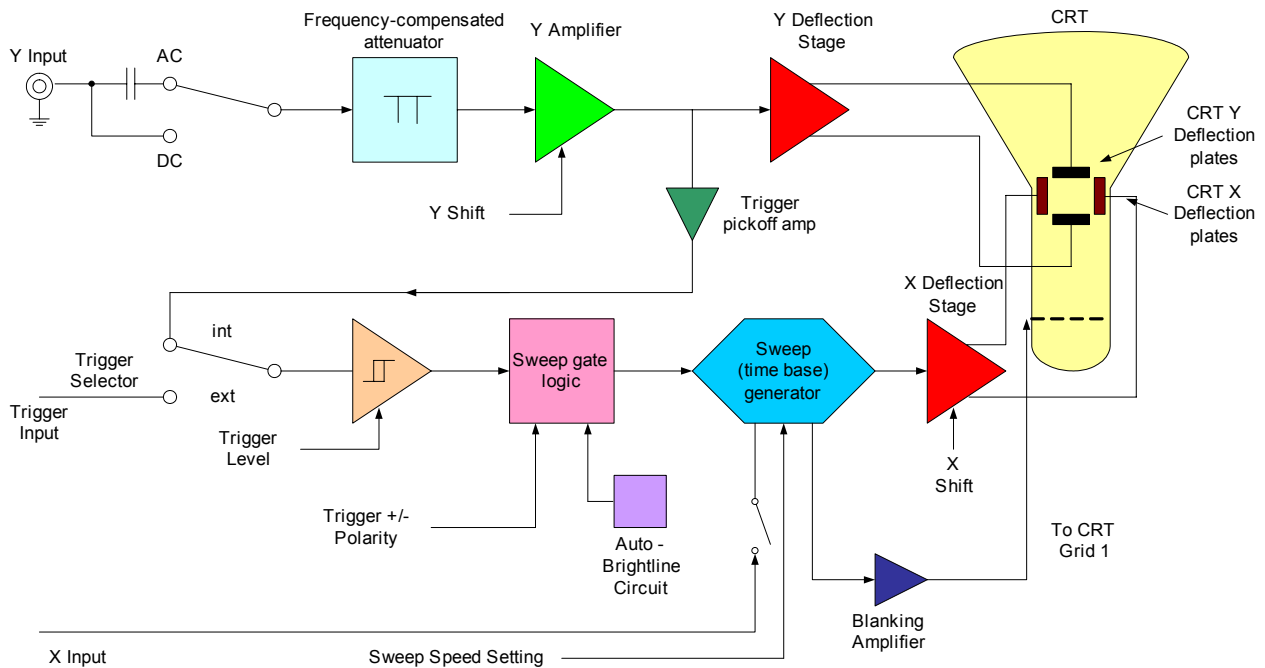 Frequency-compensated
attenuator
Y Amplifier
Y Deflection
Stage
CRT
Y Input
AC
DC
CRT Y
Deflection
plates
CRT X
Deflection
plates
Y Shift
Trigger
pickoff amp
X Deflection
Stage
int
Trigger
Selector
ext
Trigger
Input
Sweep gate
logic
Sweep
(time base)
generator
Trigger
Level
X
Shift
Trigger +/-
Polarity
Auto -
Brightline
Circuit
To CRT
Grid 1
Blanking
Amplifier
X Input
Sweep Speed Setting